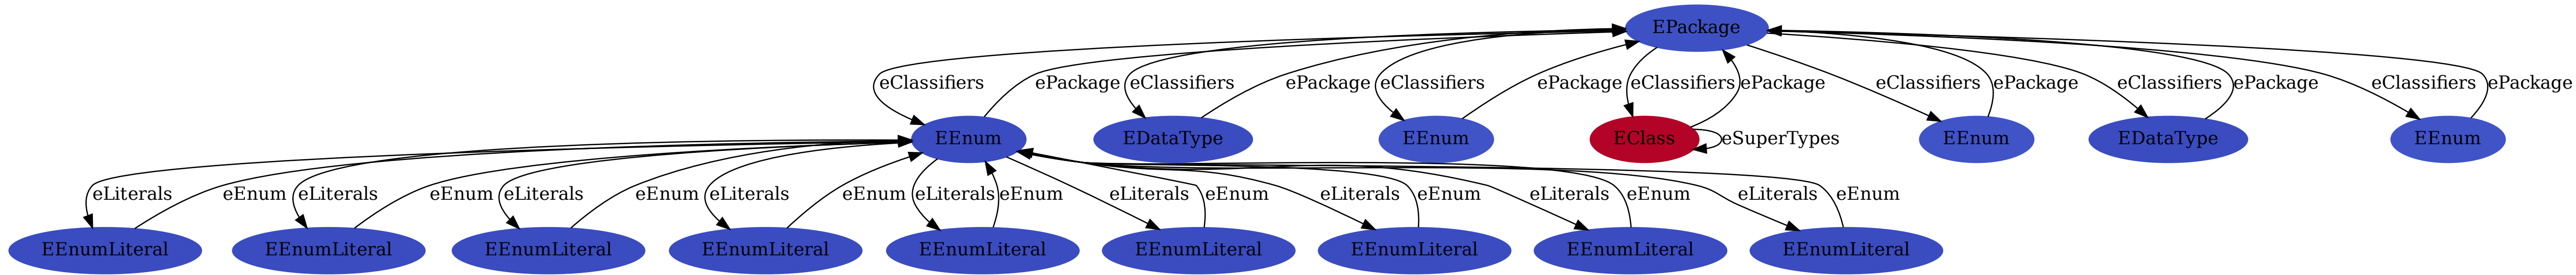 EPackage
eClassifiers ePackage eClassifiers ePackage eClassifiers ePackage eClassifiers ePackage eClassifiers ePackage eClassifiers ePackage eClassifiers ePackage
EEnum EDataType EEnum EClass eSuperTypes EEnum EDataType EEnum
eLiterals eEnum eLiterals eEnum eLiterals eEnum eLiterals eEnum eLiterals eEnum eLiterals eEnum eLiterals eEnum eLiterals eEnum eLiterals eEnum
EEnumLiteral EEnumLiteral EEnumLiteral EEnumLiteral EEnumLiteral EEnumLiteral EEnumLiteral EEnumLiteral EEnumLiteral